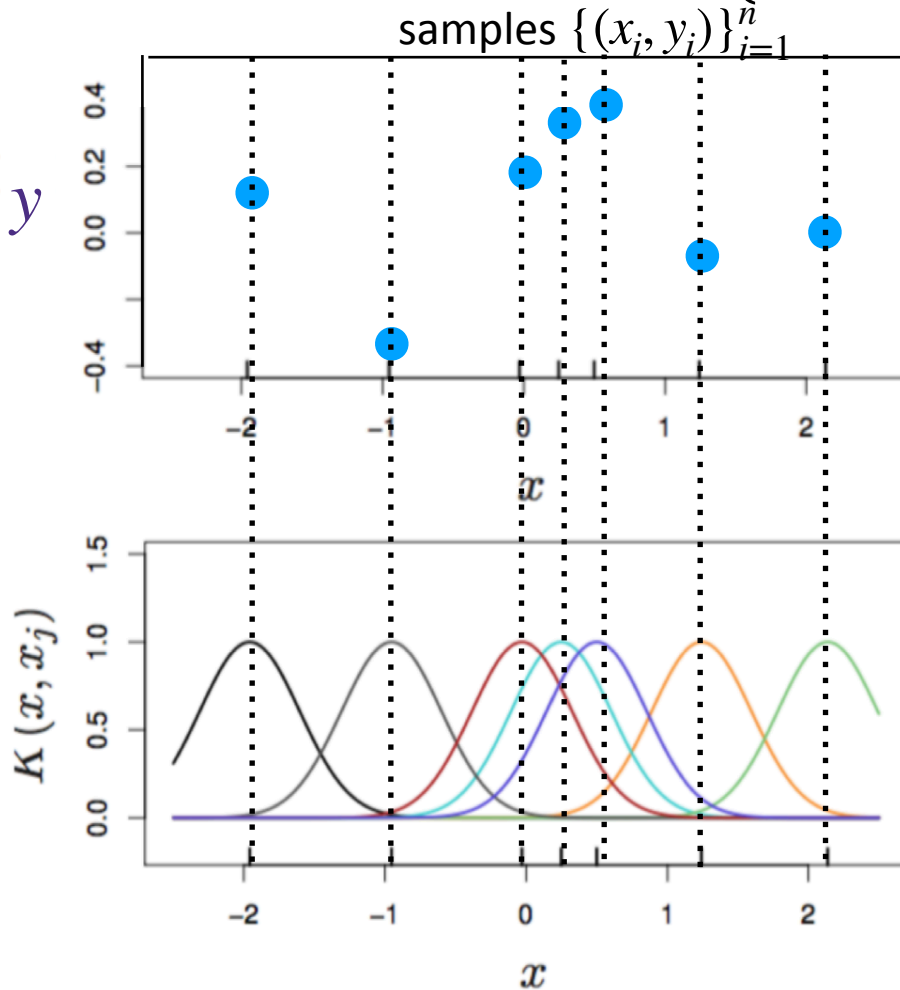 samples {(x_i, y_i)}_{i=1}^n
0.4
0.2
y
0.0
−0.4
−2 −1 0 1 2
x
1.5
1.0
K(x, x_j)
0.5
0.0
−2 −1 0 1 2
x